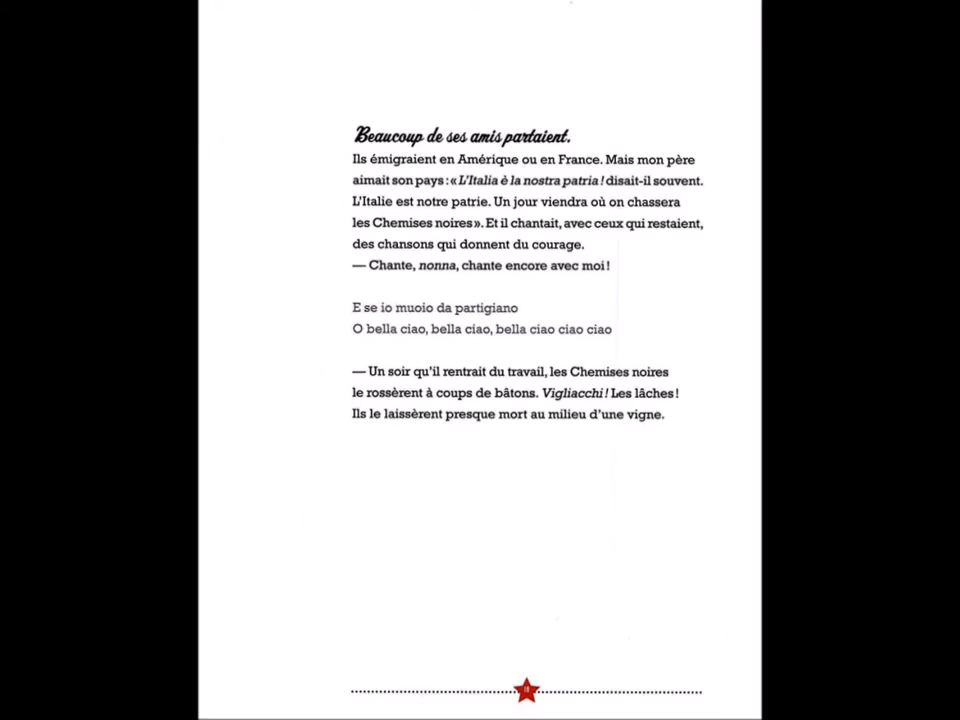 Beaucoup de ses amis partaient.
Ils émigraient en Amérique ou en France. Mais mon père
aimait son pays : « L'Italia è la nostra patria ! disait-il souvent.
L'Italie est notre patrie. Un jour viendra où on chassera
les Chemises noires ». Et il chantait, avec ceux qui restaient,
des chansons qui donnent du courage.
— Chante, nonna, chante encore avec moi !
E se io muoio da partigiano
O bella ciao, bella ciao, bella ciao ciao ciao
— Un soir qu'il rentrait du travail, les Chemises noires
le rossèrent à coups de bâtons. Vigliacchi ! Les lâches !
Ils le laissèrent presque mort au milieu d'une vigne.